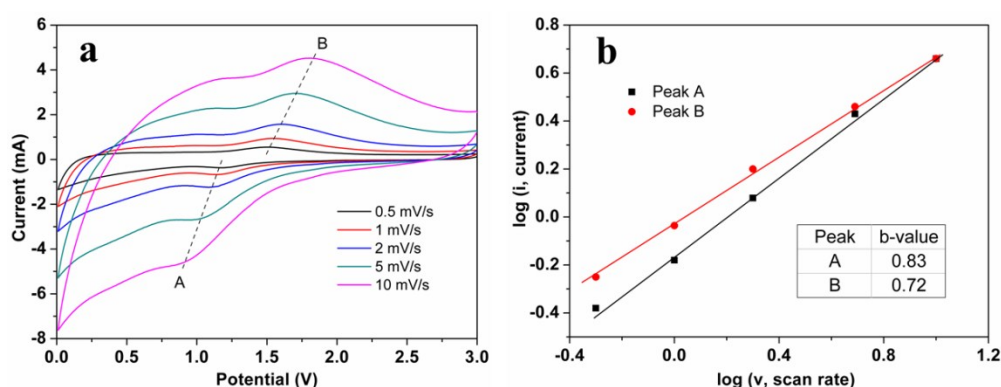 a
B
A
0.5 mV/s
1 mV/s
2 mV/s
5 mV/s
10 mV/s
6
4
2
0
-2
-4
-6
-8
Current (mA)
0.0 0.5 1.0 1.5 2.0 2.5 3.0
Potential (V)
b
Peak A
Peak B
Peak b-value
A 0.83
B 0.72
0.8
0.6
0.4
0.2
0.0
-0.2
-0.4
log (i, current)
-0.4 0.0 0.4 0.8 1.2
log (v, scan rate)